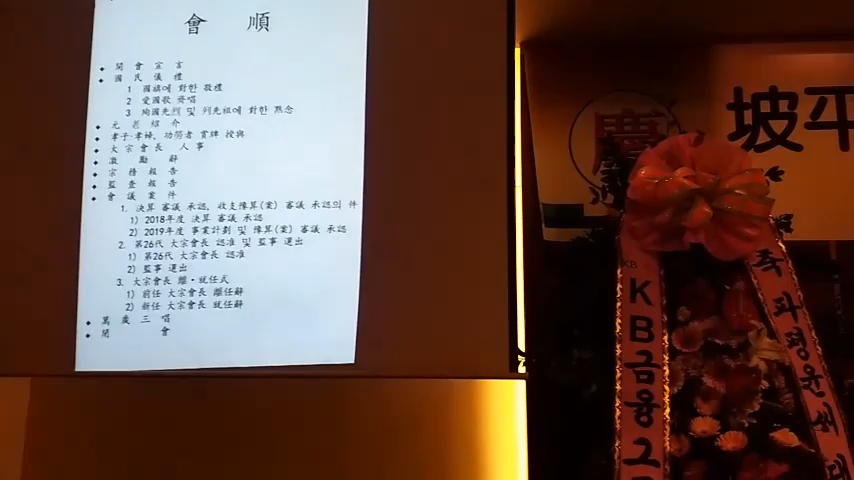 會 順
◆ 開 會 宣 言
◆ 國 民 儀 禮
1 國旗에 對한 敬禮
2 愛國歌 齊唱
3 殉國先烈 및 列先祖에 對한 黙念
◆ 元 老 紹 介
◆ 孝子·孝婦, 功勞者 賞牌 授與
◆ 大 宗 會 長 人 事
◆ 激 勵 辭
◆ 宗 務 報 告
◆ 監 査 報 告
◆ 會 議 案 件
1. 決算 審議 承認, 收支豫算(案) 審議 承認의 件
1) 2018年度 決算 審議 承認
2) 2019年度 事業計劃 및 豫算(案) 審議 承認
2. 第26代 大宗會長 認准 및 監事 選出
1) 第26代 大宗會長 認准
2) 監事 選出
3. 大宗會長 離·就任式
1) 前任 大宗會長 離任辭
2) 新任 大宗會長 就任辭
◆ 萬 歲 三 唱
◆ 閉 會
慶
坡平
KB
KB금융그
축 파평윤씨 대